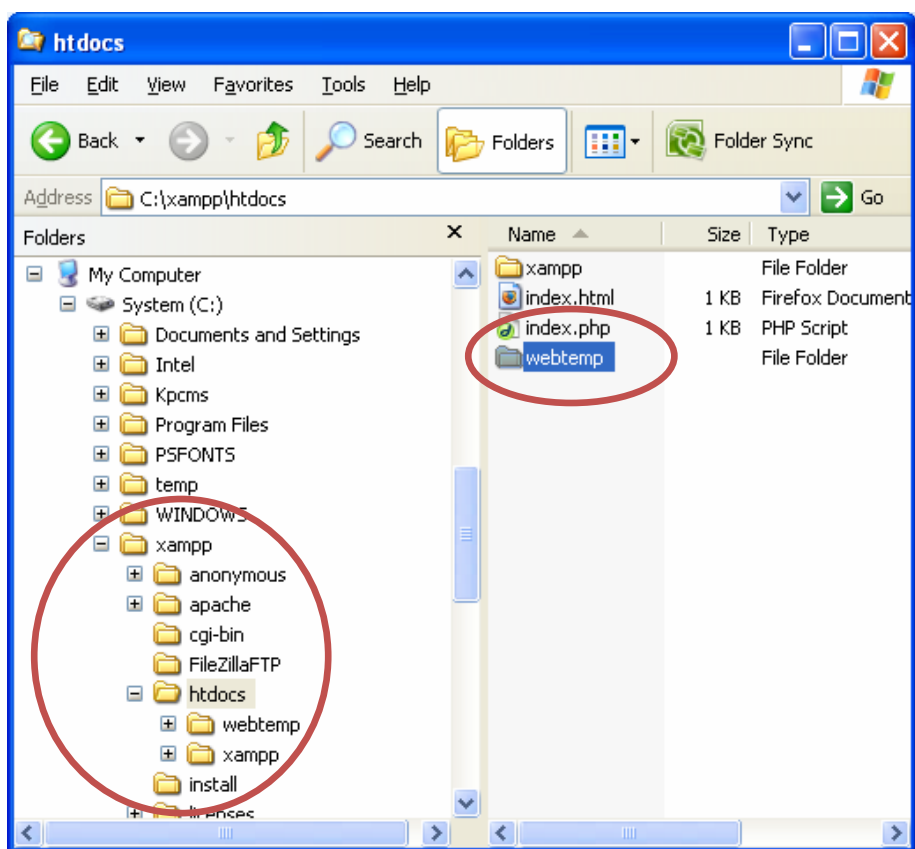 htdocs
File Edit View Favorites Tools Help
Back Search Folders Folder Sync
Address C:\xampp\htdocs Go
Folders
My Computer
System (C:)
Documents and Settings
Intel
Kpcms
Program Files
PSFONTS
temp
WINDOWS
xampp
anonymous
apache
cgi-bin
FileZillaFTP
htdocs
webtemp
xampp
install
licenses
Name Size Type
xampp File Folder
index.html 1 KB Firefox Document
index.php 1 KB PHP Script
webtemp File Folder